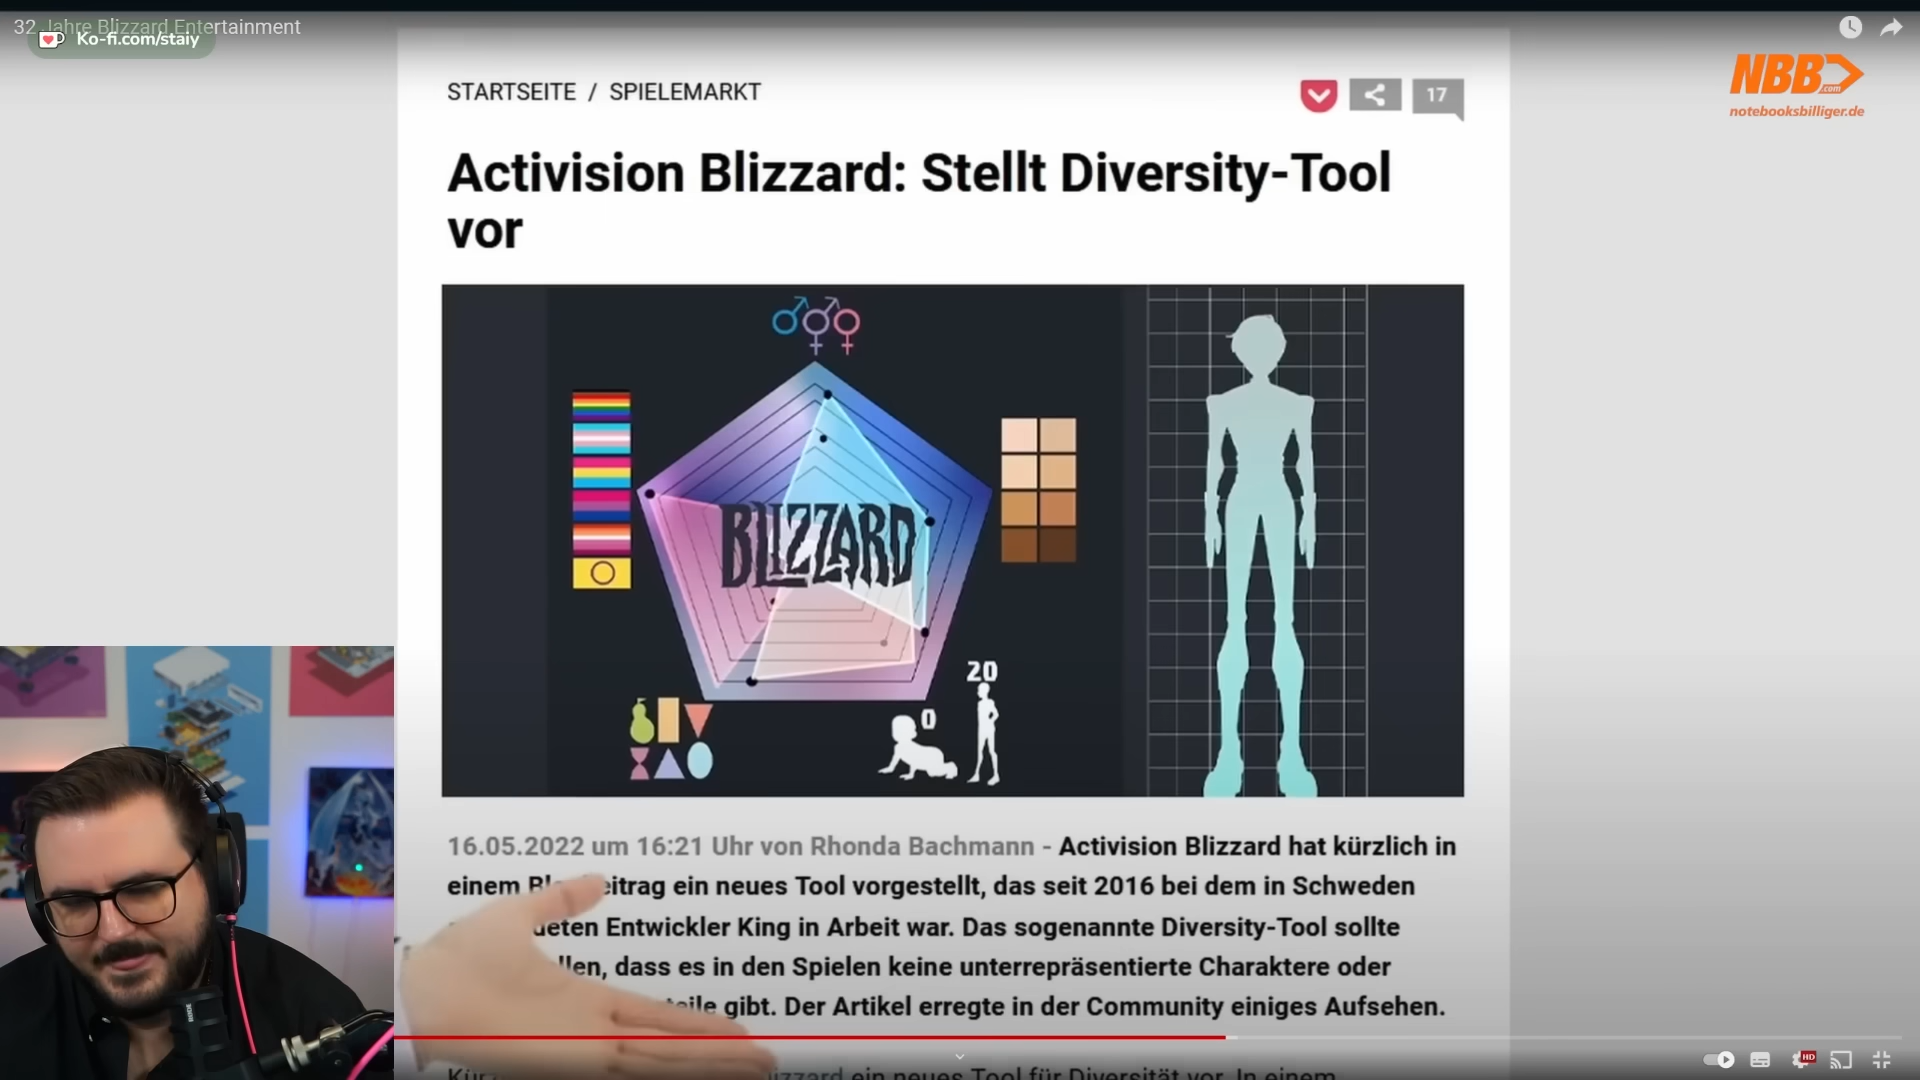 32 Jahre Blizzard Entertainment
Ko-fi.com/staiy
NBB.com
notebooksbilliger.de
STARTSEITE / SPIELEMARKT
17
Activision Blizzard: Stellt Diversity-Tool
vor
BLIZZARD
20
0
16.05.2022 um 16:21 Uhr von Rhonda Bachmann - Activision Blizzard hat kürzlich in
einem eitrag ein neues Tool vorgestellt, das seit 2016 bei dem in Schweden
deten Entwickler King in Arbeit war. Das sogenannte Diversity-Tool sollte
llen, dass es in den Spielen keine unterrepräsentierte Charaktere oder
teile gibt. Der Artikel erregte in der Community einiges Aufsehen.
lizzard ein neues Tool für Diversität vor. In einem
HD